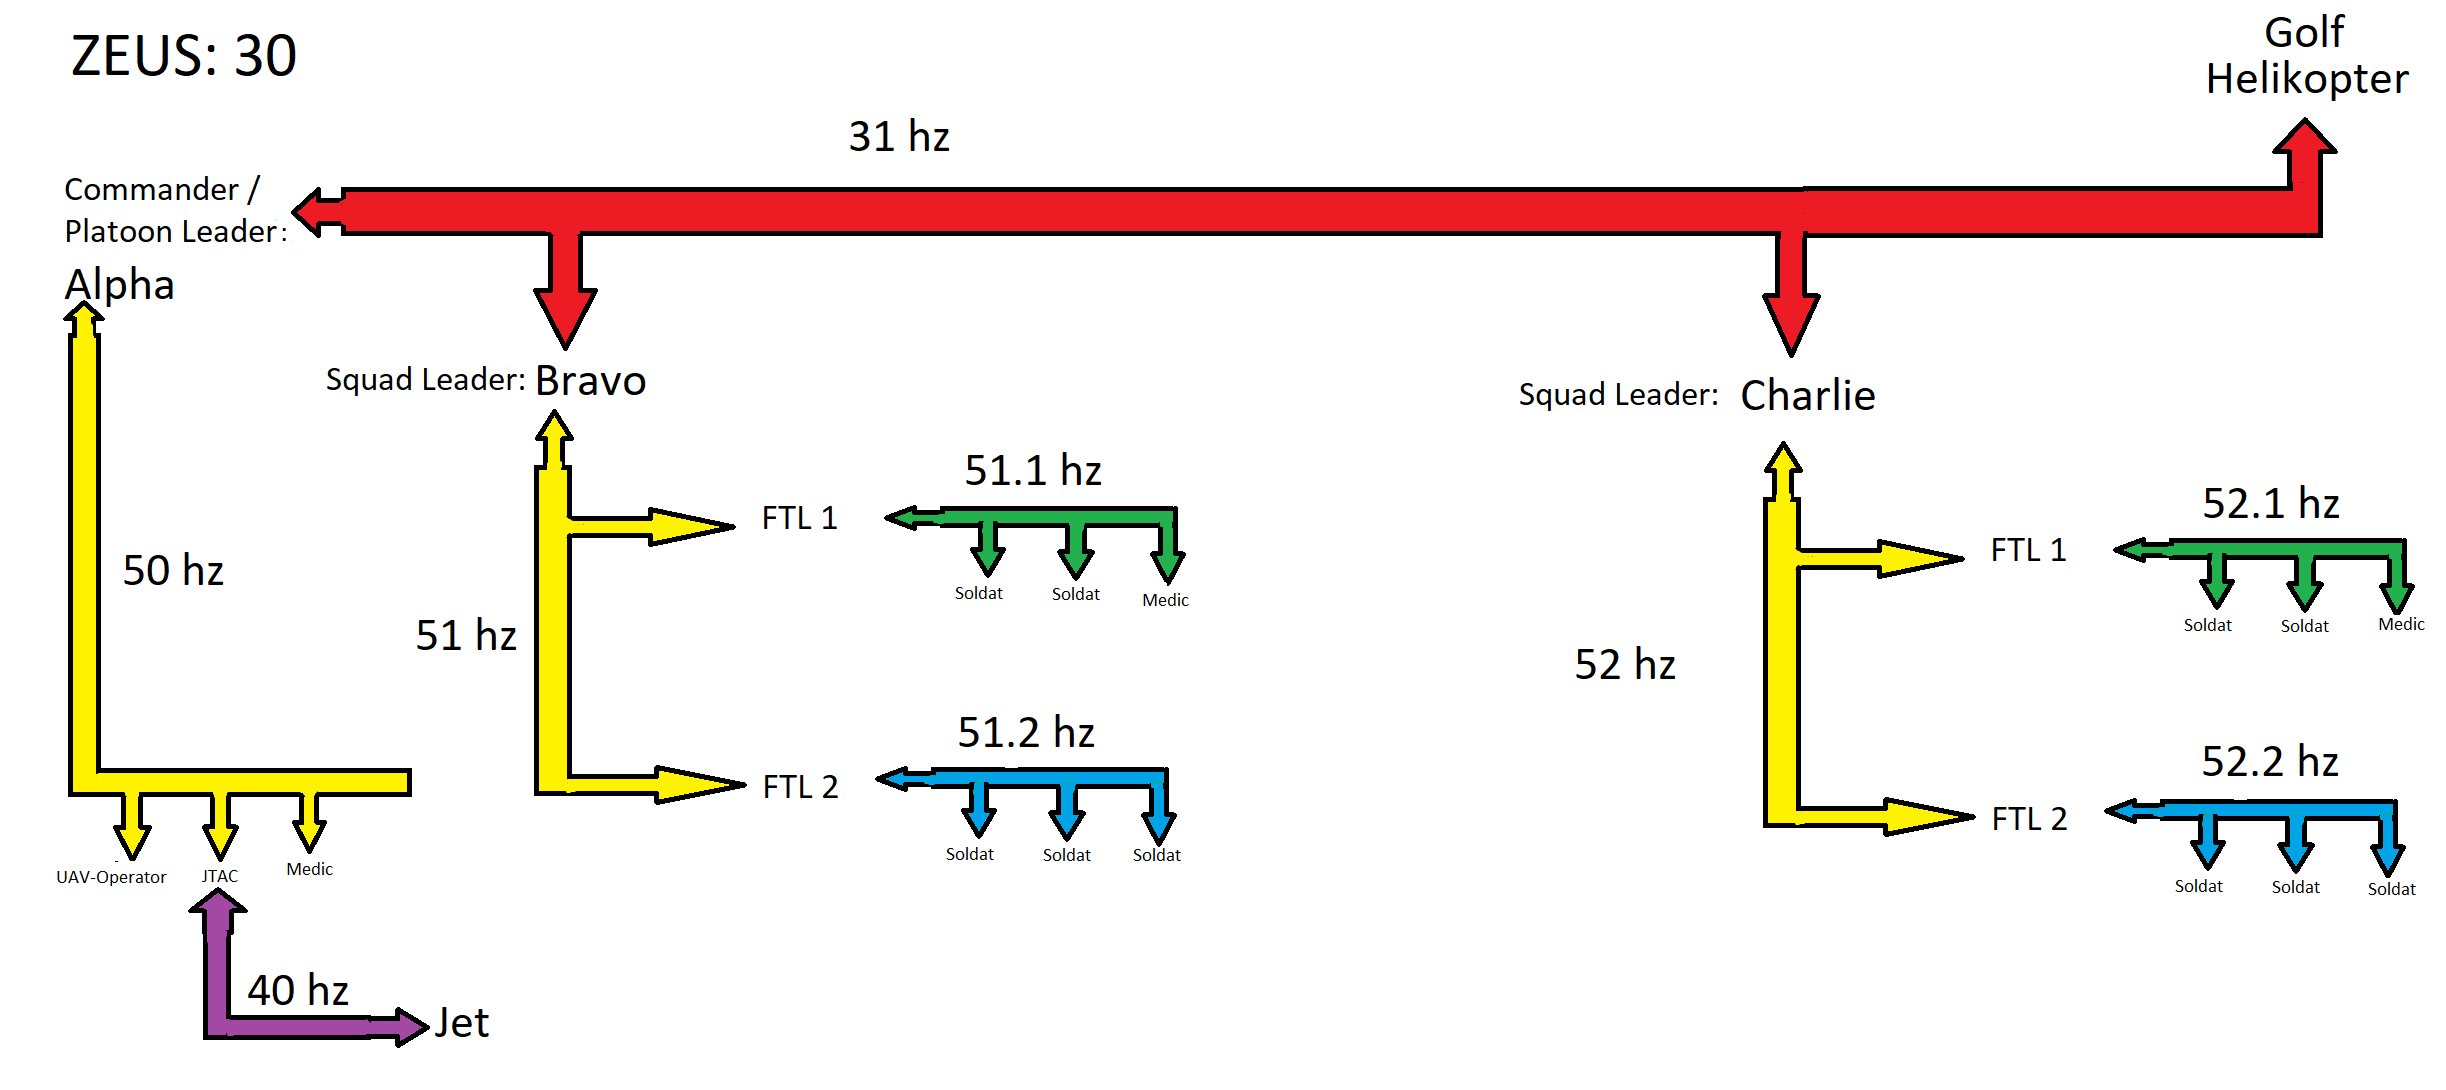 ZEUS: 30
Golf
Helikopter
31 hz
Commander /
Platoon Leader:
Alpha
Squad Leader: Bravo
Squad Leader: Charlie
50 hz
51 hz
51.1 hz
FTL 1
Soldat
Soldat
Medic
51.2 hz
FTL 2
Soldat
Soldat
Soldat
52 hz
52.1 hz
FTL 1
Soldat
Soldat
Medic
52.2 hz
FTL 2
Soldat
Soldat
Soldat
UAV-Operator
JTAC
Medic
40 hz
Jet